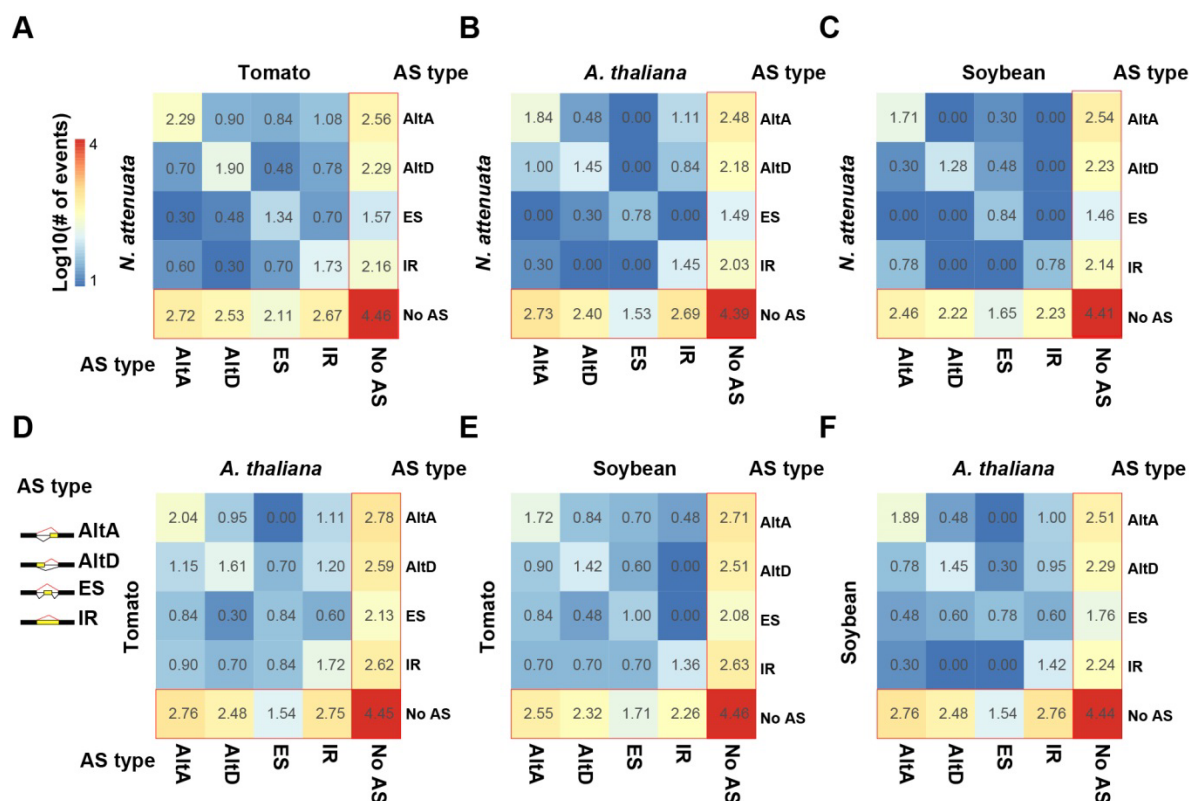 A
B
C
Tomato AS type
A. thaliana AS type
Soybean AS type
Log10(# of events)
4
1
N. attenuata
2.29 0.90 0.84 1.08 2.56 AltA
0.70 1.90 0.48 0.78 2.29 AltD
0.30 0.48 1.34 0.70 1.57 ES
0.60 0.30 0.70 1.73 2.16 IR
2.72 2.53 2.11 2.67 4.46 No AS
AS type AltA AltD ES IR No AS
N. attenuata
1.84 0.48 0.00 1.11 2.48 AltA
1.00 1.45 0.00 0.84 2.18 AltD
0.00 0.30 0.78 0.00 1.49 ES
0.30 0.00 0.00 1.45 2.03 IR
2.73 2.40 1.53 2.69 4.39 No AS
AltA AltD ES IR No AS
N. attenuata
1.71 0.00 0.30 0.00 2.54 AltA
0.30 1.28 0.48 0.00 2.23 AltD
0.00 0.00 0.84 0.00 1.46 ES
0.78 0.00 0.00 0.78 2.14 IR
2.46 2.22 1.65 2.23 4.41 No AS
AltA AltD ES IR No AS
D
E
F
A. thaliana AS type
Soybean AS type
A. thaliana AS type
AS type
AltA
AltD
ES
IR
Tomato
2.04 0.95 0.00 1.11 2.78 AltA
1.15 1.61 0.70 1.20 2.59 AltD
0.84 0.30 0.84 0.60 2.13 ES
0.90 0.70 0.84 1.72 2.62 IR
2.76 2.48 1.54 2.75 4.45 No AS
AS type AltA AltD ES IR No AS
Tomato
1.72 0.84 0.70 0.48 2.71 AltA
0.90 1.42 0.60 0.00 2.51 AltD
0.84 0.48 1.00 0.00 2.08 ES
0.70 0.70 0.70 1.36 2.63 IR
2.55 2.32 1.71 2.26 4.46 No AS
AltA AltD ES IR No AS
Soybean
1.89 0.48 0.00 1.00 2.51 AltA
0.78 1.45 0.30 0.95 2.29 AltD
0.48 0.60 0.78 0.60 1.76 ES
0.30 0.00 0.00 1.42 2.24 IR
2.76 2.48 1.54 2.76 4.44 No AS
AltA AltD ES IR No AS